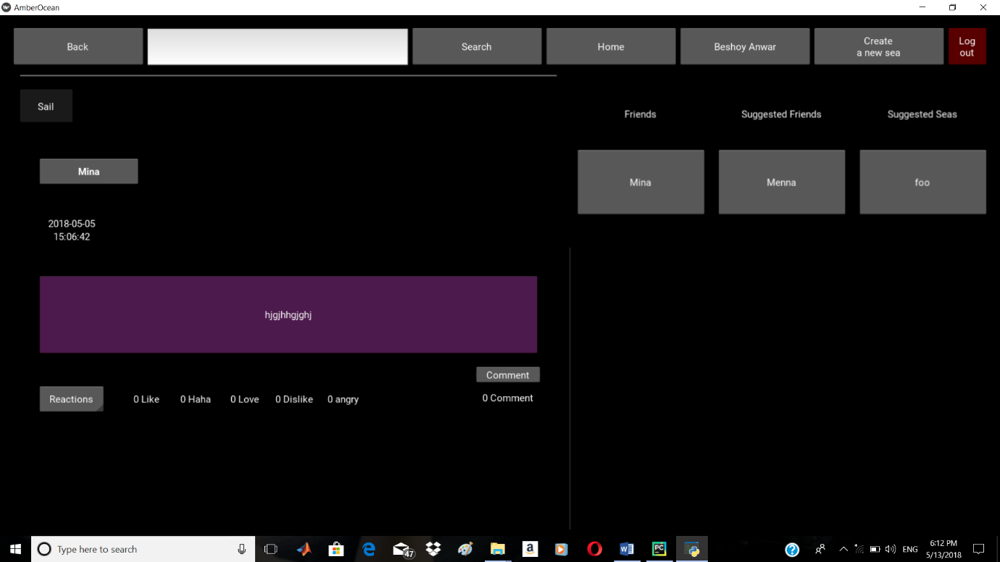 AmberOcean
Back
Search
Home
Beshoy Anwar
Create
a new sea
Log
out
Sail
Friends
Suggested Friends
Suggested Seas
Mina
Mina
Menna
foo
2018-05-05
15:06:42
hjgjhhgjghj
Comment
Reactions
0 Like
0 Haha
0 Love
0 Dislike
0 angry
0 Comment
Type here to search
47
a
W
PC
?
ENG
6:12 PM
5/13/2018